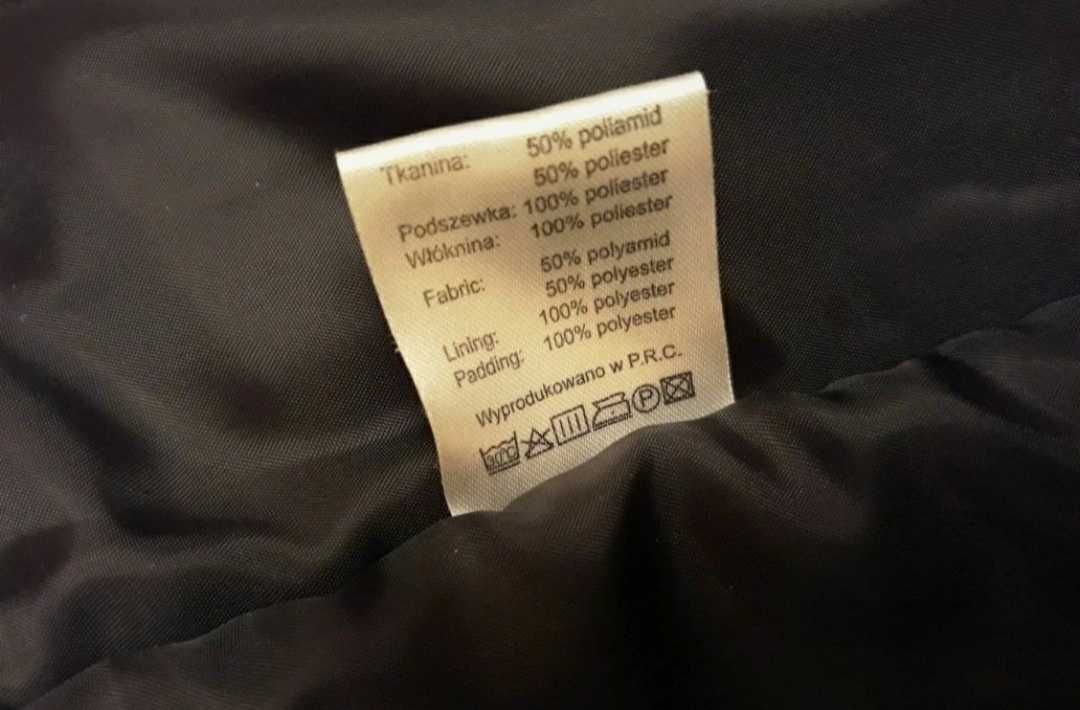 Tkanina: 50% poliamid
50% poliester
Podszewka: 100% poliester
Włóknina: 100% poliester
Fabric: 50% polyamid
50% polyester
Lining: 100% polyester
Padding: 100% polyester
Wyprodukowano w P.R.C.
30°C P